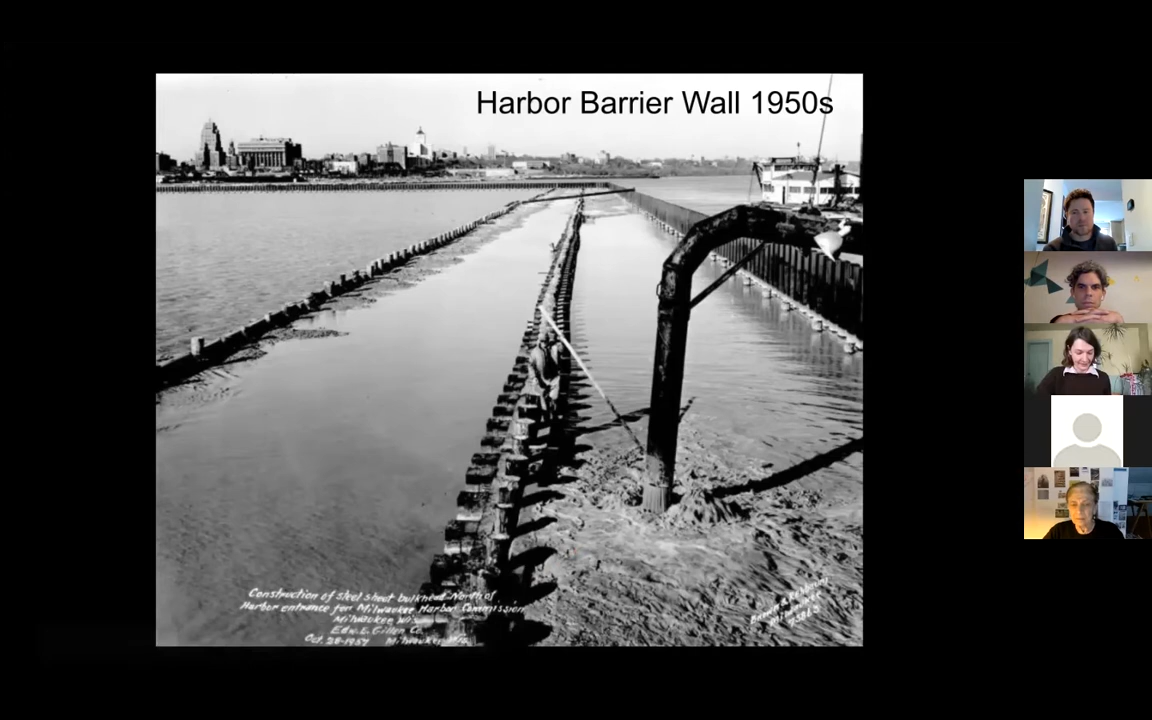 Harbor Barrier Wall 1950s
Construction of steel sheet bulkhead North of
Harbor entrance for Milwaukee Harbor Commission
Milwaukee Wis.
Edw. E. Gillen Co.
Oct. 28-1957 Milwaukee, Wis.
Milwaukee